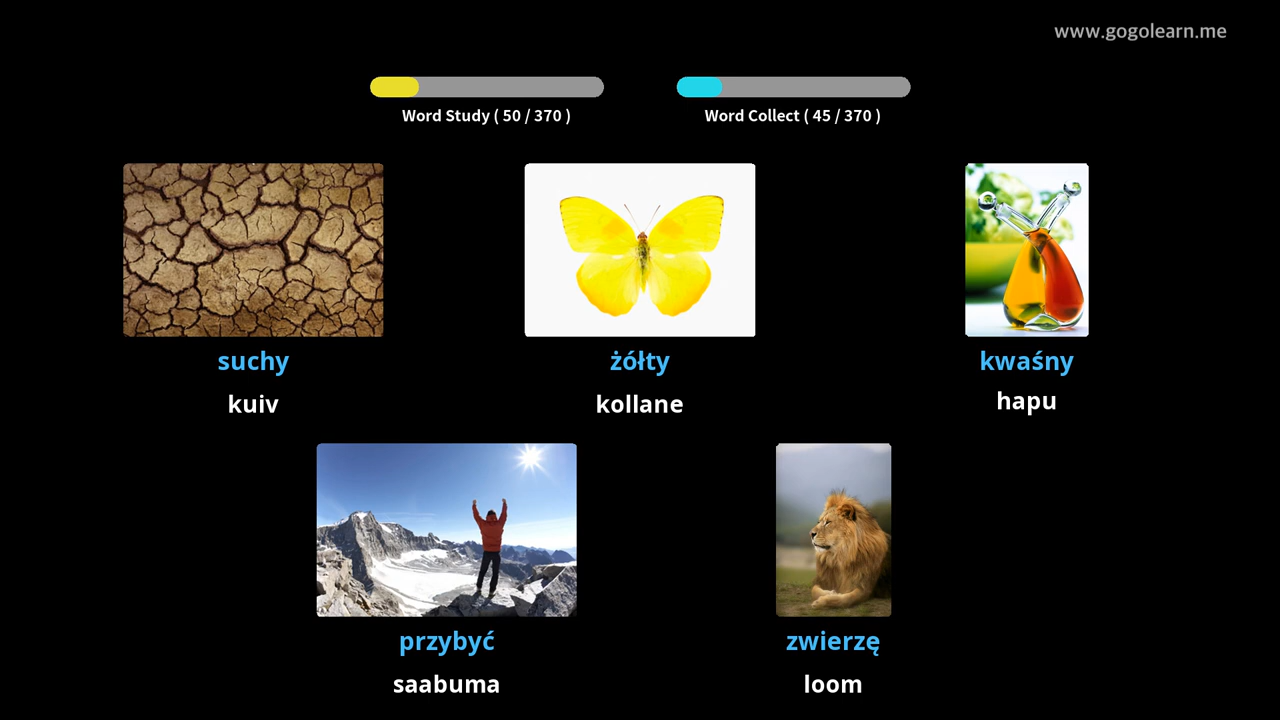 www.gogolearn.me
Word Study ( 50 / 370 )
Word Collect ( 45 / 370 )
suchy
kuiv
żółty
kollane
kwaśny
hapu
przybyć
saabuma
zwierzę
loom